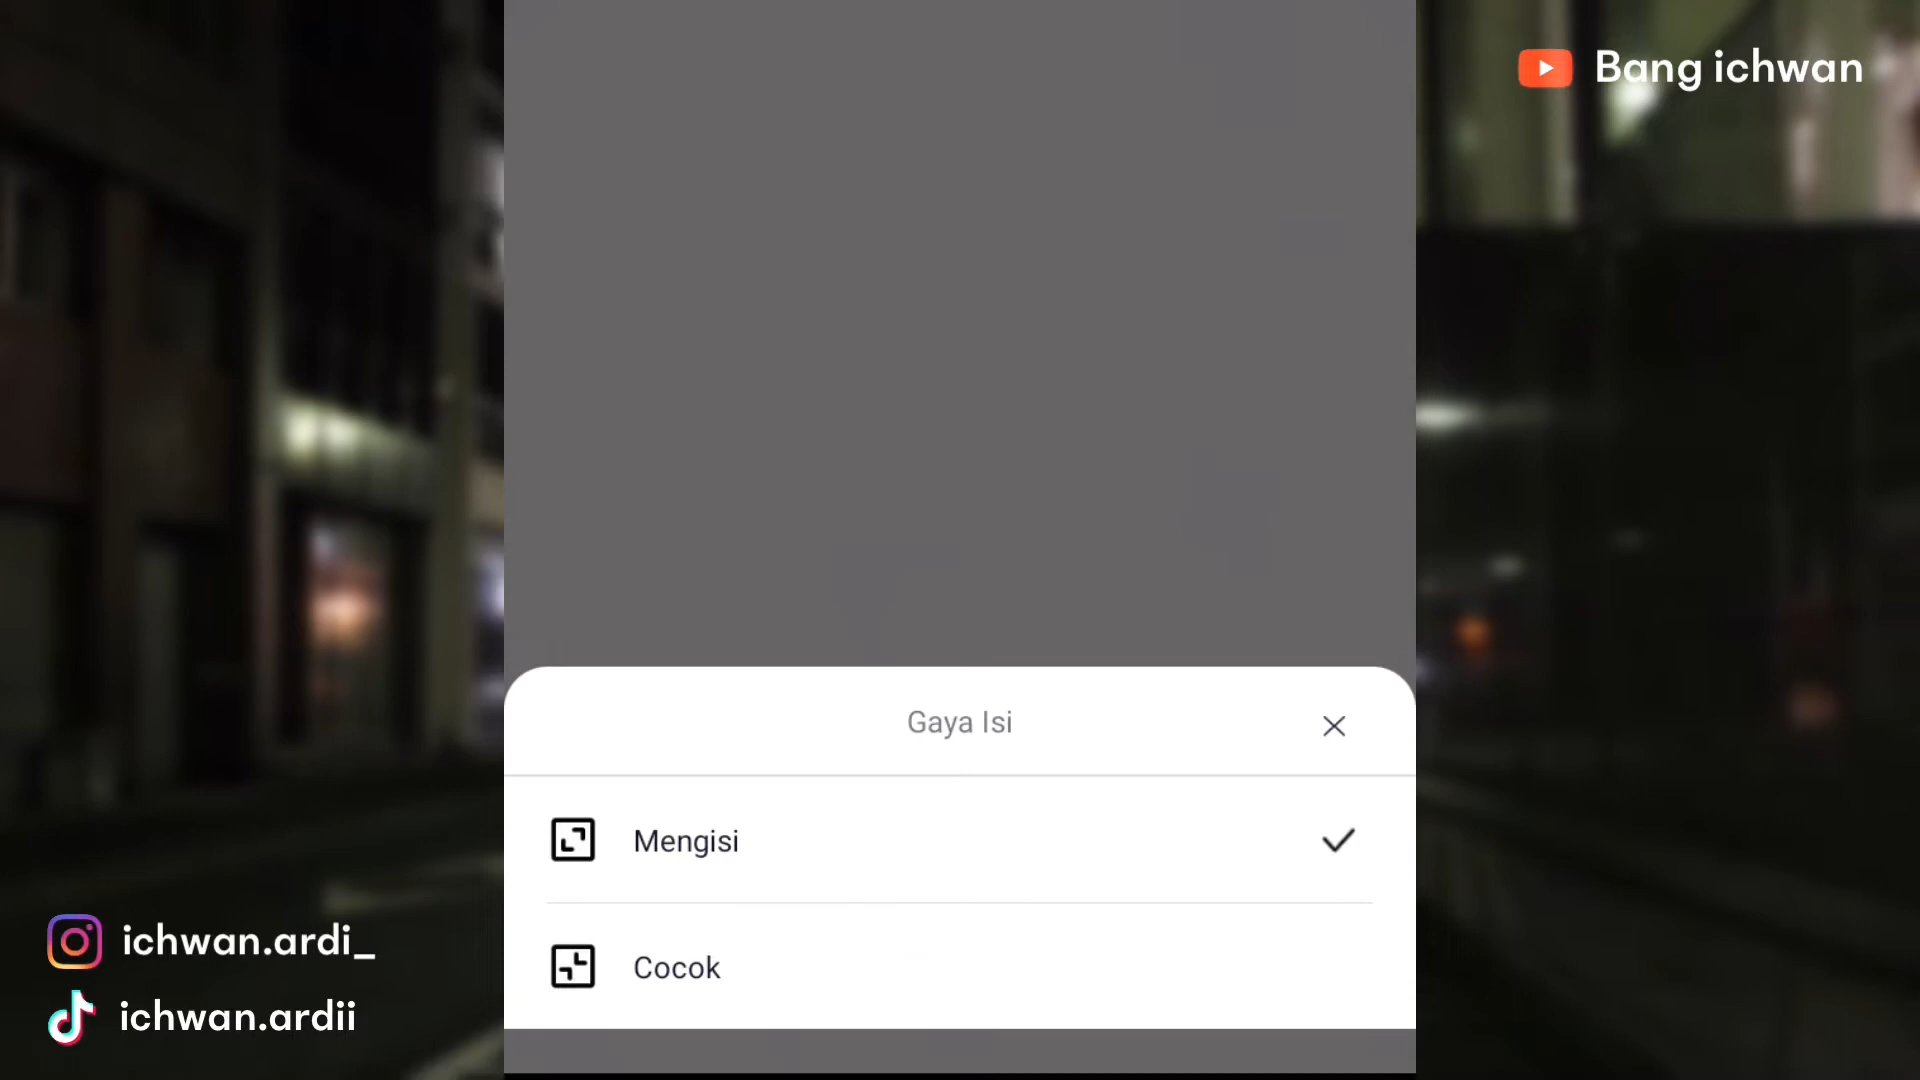 Bang ichwan
Gaya Isi
Mengisi
Cocok
ichwan.ardi_
ichwan.ardii